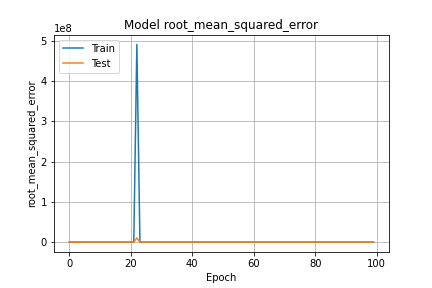 Model root_mean_squared_error
1e8
Train
Test
5
4
3
2
1
0
root_mean_squared_error
0 20 40 60 80 100
Epoch